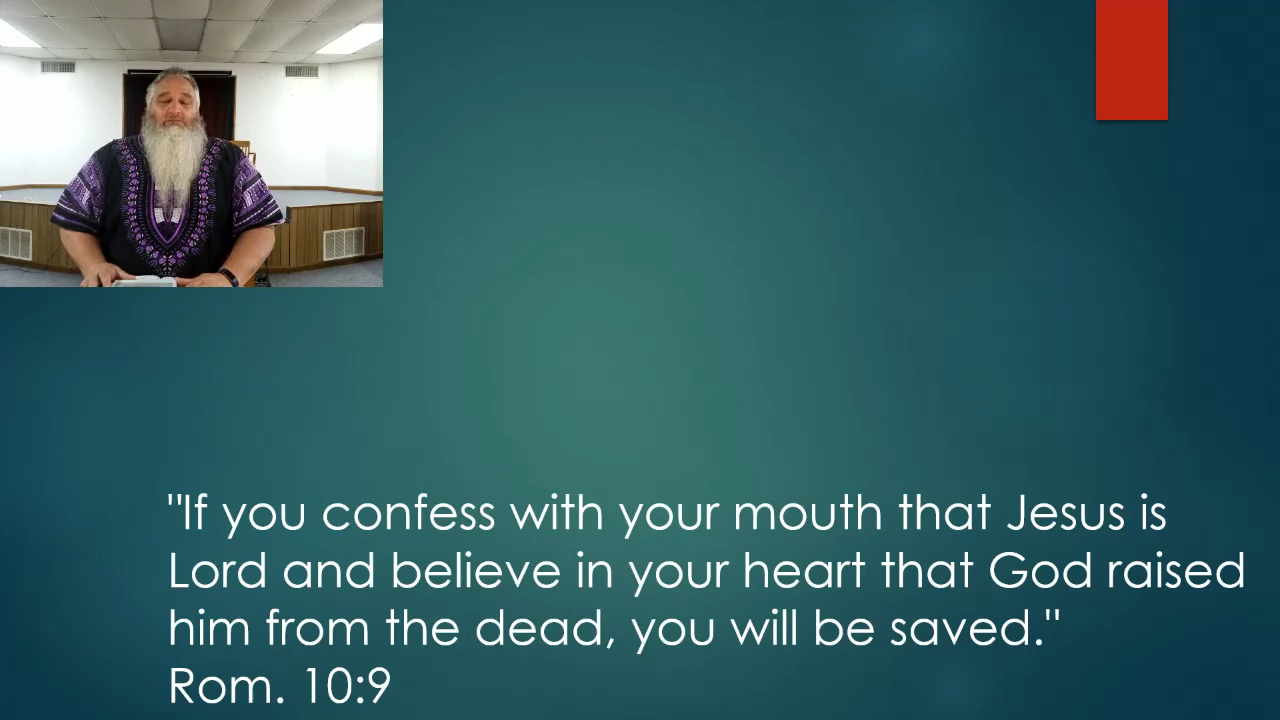 "If you confess with your mouth that Jesus is
Lord and believe in your heart that God raised
him from the dead, you will be saved."
Rom. 10:9